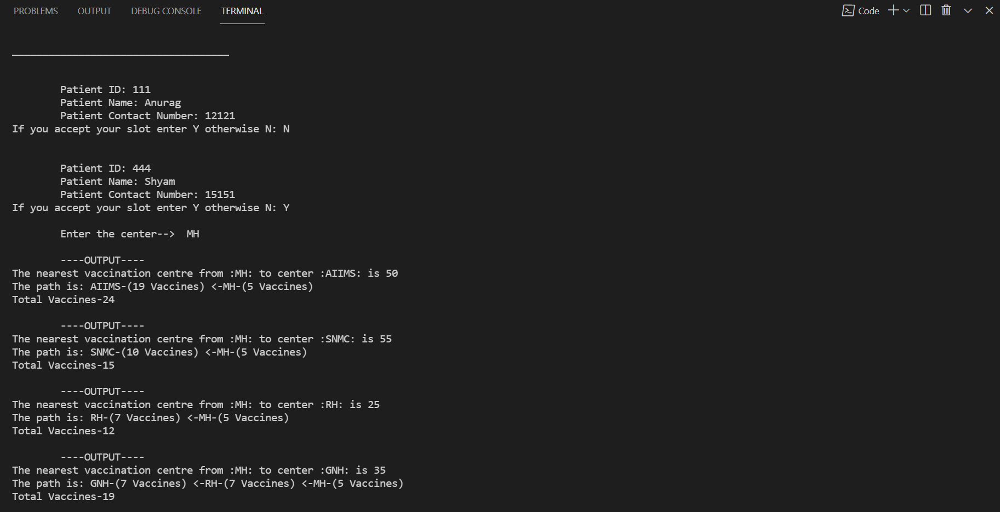 PROBLEMS OUTPUT DEBUG CONSOLE TERMINAL Code
Patient ID: 111
Patient Name: Anurag
Patient Contact Number: 12121
If you accept your slot enter Y otherwise N: N
Patient ID: 444
Patient Name: Shyam
Patient Contact Number: 15151
If you accept your slot enter Y otherwise N: Y
Enter the center--> MH
----OUTPUT----
The nearest vaccination centre from :MH: to center :AIIMS: is 50
The path is: AIIMS-(19 Vaccines) <-MH-(5 Vaccines)
Total Vaccines-24
----OUTPUT----
The nearest vaccination centre from :MH: to center :SNMC: is 55
The path is: SNMC-(10 Vaccines) <-MH-(5 Vaccines)
Total Vaccines-15
----OUTPUT----
The nearest vaccination centre from :MH: to center :RH: is 25
The path is: RH-(7 Vaccines) <-MH-(5 Vaccines)
Total Vaccines-12
----OUTPUT----
The nearest vaccination centre from :MH: to center :GNH: is 35
The path is: GNH-(7 Vaccines) <-RH-(7 Vaccines) <-MH-(5 Vaccines)
Total Vaccines-19